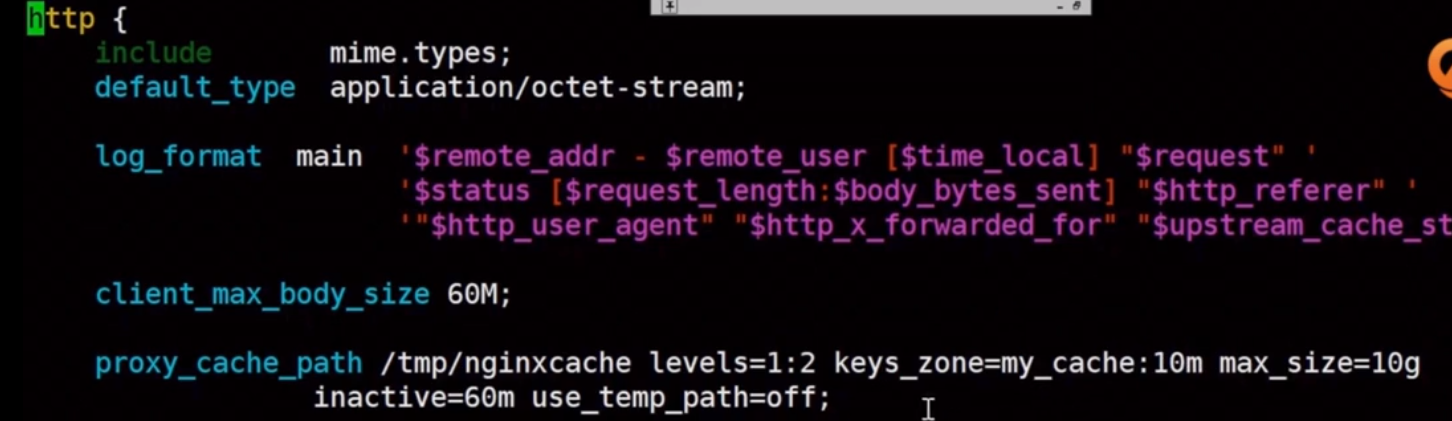 http {
include mime.types;
default_type application/octet-stream;
log_format main '$remote_addr - $remote_user [$time_local] "$request" '
'$status [$request_length:$body_bytes_sent] "$http_referer" '
'"$http_user_agent" "$http_x_forwarded_for" "$upstream_cache_st
client_max_body_size 60M;
proxy_cache_path /tmp/nginxcache levels=1:2 keys_zone=my_cache:10m max_size=10g
inactive=60m use_temp_path=off;